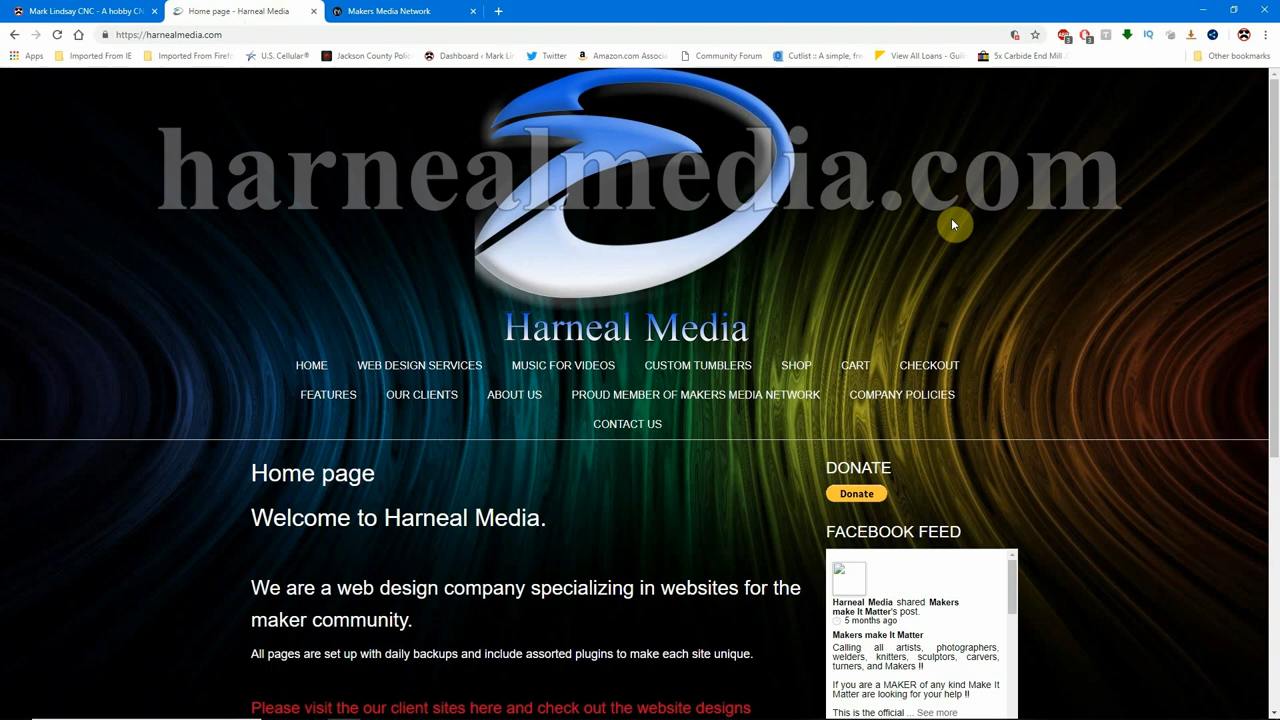 Mark Lindsay CNC - A hobby CN
Home page - Harneal Media
Makers Media Network
https://harnealmedia.com
Apps
Imported From IE
Imported From Firef
U.S. Cellular®
Jackson County Polic
Dashboard ‹ Mark Lin
Twitter
Amazon.com Associa
Community Forum
Cutlist :: A simple, fre
View All Loans - Guil
5x Carbide End Mill
Other bookmarks
harnealmedia.com
Harneal Media
HOME WEB DESIGN SERVICES MUSIC FOR VIDEOS CUSTOM TUMBLERS SHOP CART CHECKOUT
FEATURES OUR CLIENTS ABOUT US PROUD MEMBER OF MAKERS MEDIA NETWORK COMPANY POLICIES
CONTACT US
Home page
Welcome to Harneal Media.
We are a web design company specializing in websites for the
maker community.
All pages are set up with daily backups and include assorted plugins to make each site unique.
Please visit the our client sites here and check out the website designs
DONATE
Donate
FACEBOOK FEED
Harneal Media shared Makers
make It Matter's post.
5 months ago
Makers make It Matter
Calling all artists, photographers,
welders, knitters, sculptors, carvers,
turners, and Makers !!
If you are a MAKER of any kind Make It
Matter are looking for your help !!
This is the official ... See more